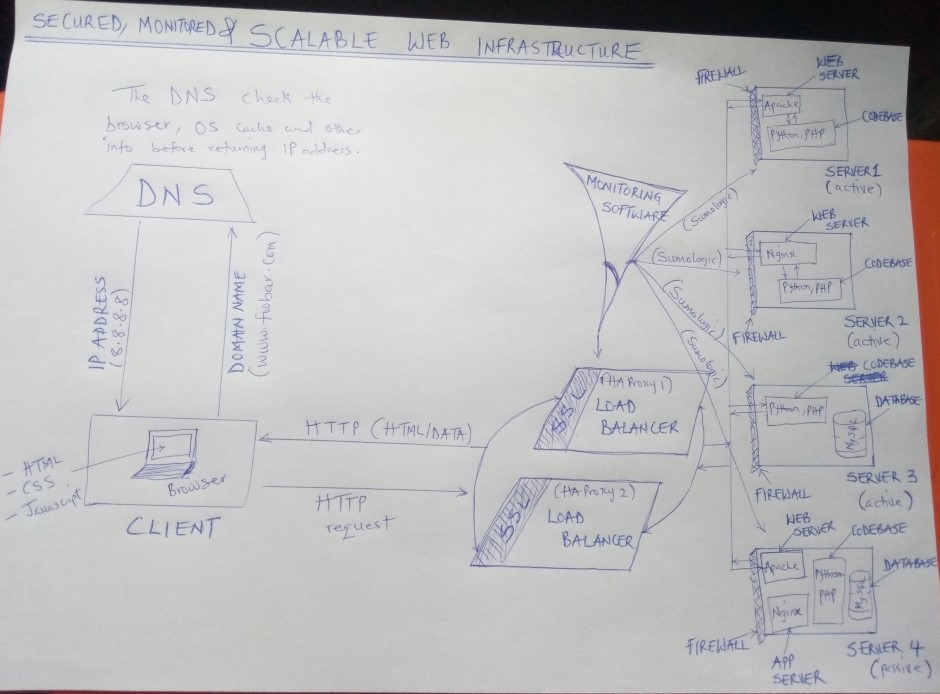 SECURED, MONITORED & SCALABLE WEB INFRASTRUCTURE
The DNS check the
browser, OS cache and other
info before returning IP address.
DNS
IP ADDRESS
(8.8.8.8)
DOMAIN NAME
(www.foobar.com)
- HTML
- CSS
- Javascript
Browser
CLIENT
HTTP (HTML/DATA)
HTTP
request
MONITORING
SOFTWARE
(Sumologic)
(Sumologic)
(Sumologic)
(Sumologic)
SSL
(HA Proxy 1)
LOAD
BALANCER
SSL
(HA Proxy 2)
LOAD
BALANCER
FIREWALL
WEB
SERVER
Apache
Python, PHP
CODEBASE
SERVER 1
(active)
WEB
SERVER
Nginx
CODEBASE
Python, PHP
FIREWALL
SERVER 2
(active)
WEB CODEBASE
SERVER
Python, PHP
DATABASE
MySQL
FIREWALL
SERVER 3
(active)
WEB
SERVER
CODEBASE
Apache
Python
PHP
DATABASE
MySQL
Nginx
FIREWALL
APP
SERVER
SERVER 4
(passive)